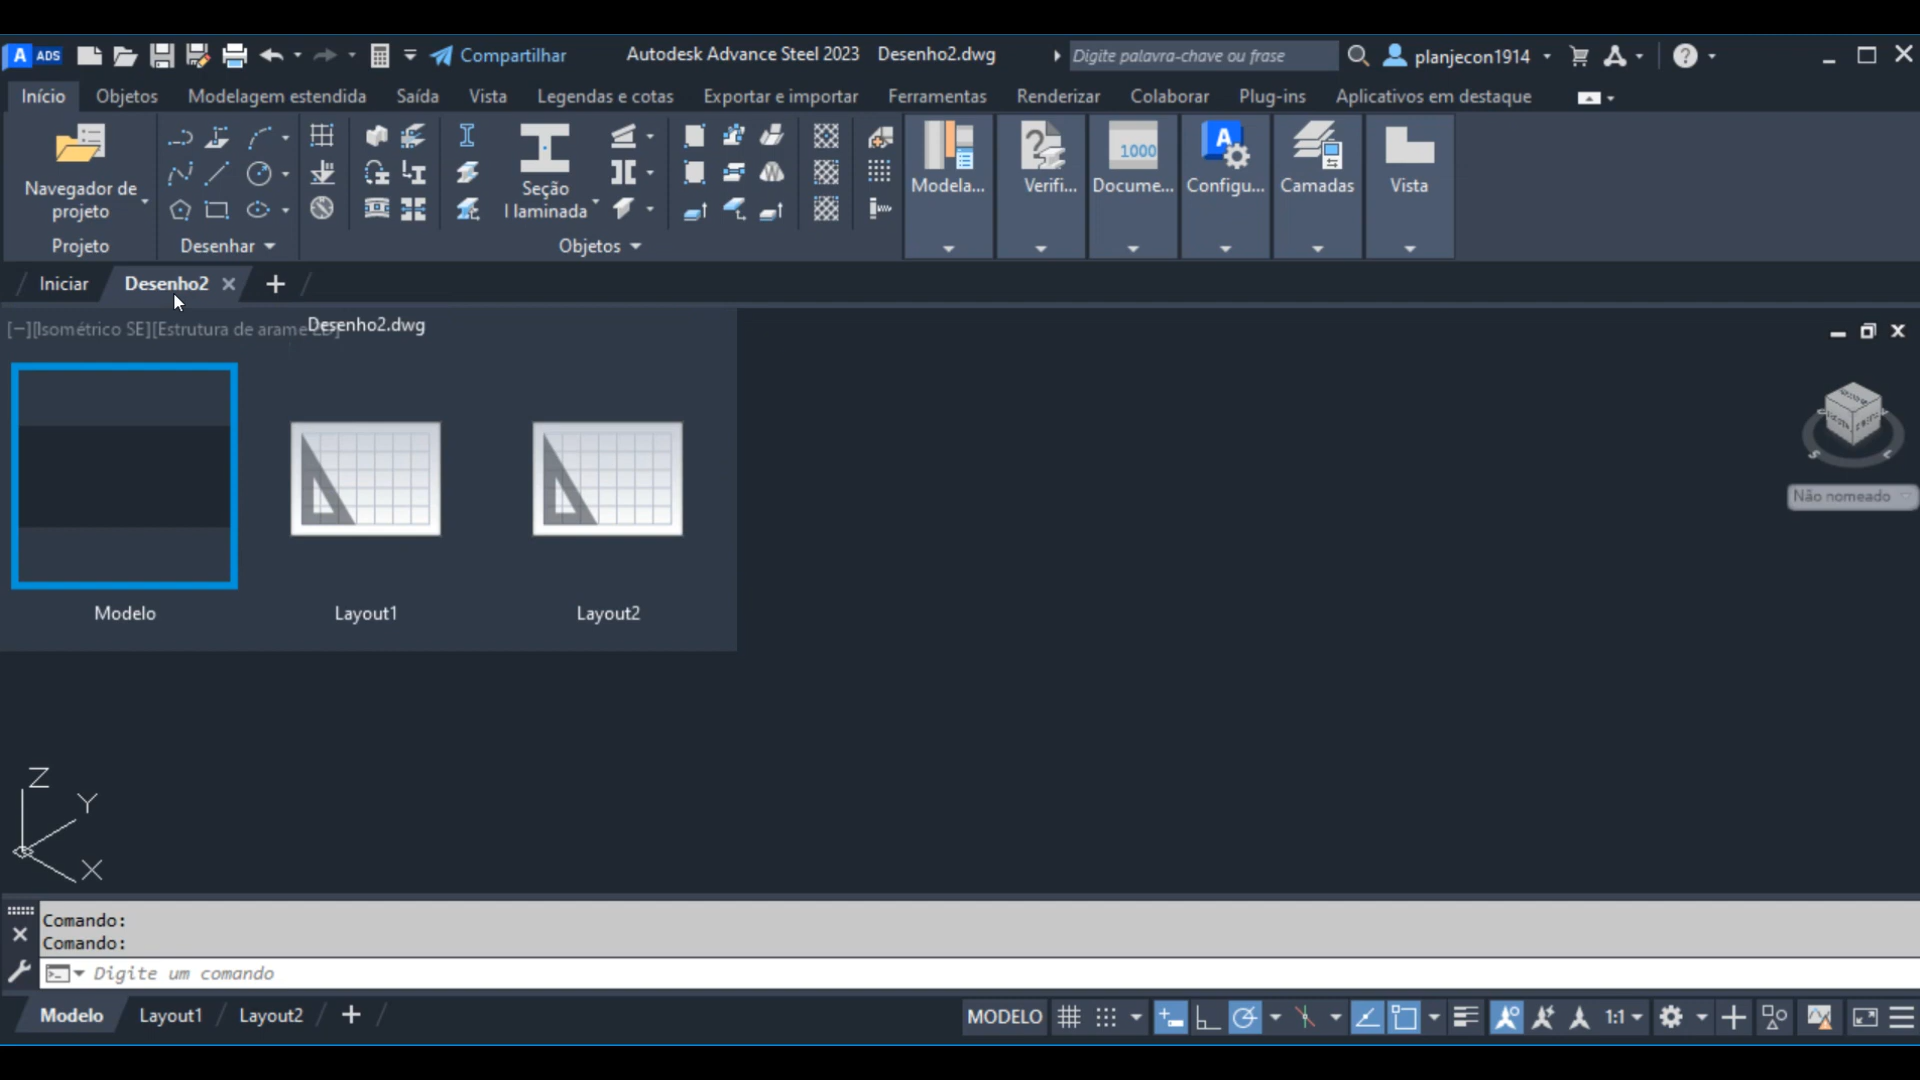 A ADS Compartilhar Autodesk Advance Steel 2023 Desenho2.dwg Digite palavra-chave ou frase planjecon1914
Início Objetos Modelagem estendida Saída Vista Legendas e cotas Exportar e importar Ferramentas Renderizar Colaborar Plug-ins Aplicativos em destaque
Navegador de
projeto
Seção
I laminada
Modela... Verifi... 1000 Docume... A Configu... Camadas Vista
Projeto Desenhar Objetos
Iniciar Desenho2
[−][Isométrico SE][Estrutura de arame 2D]
Desenho2.dwg
Não nomeado
Modelo Layout1 Layout2
Z
Y
X
Comando:
Comando:
Digite um comando
Modelo Layout1 Layout2 MODELO 1:1